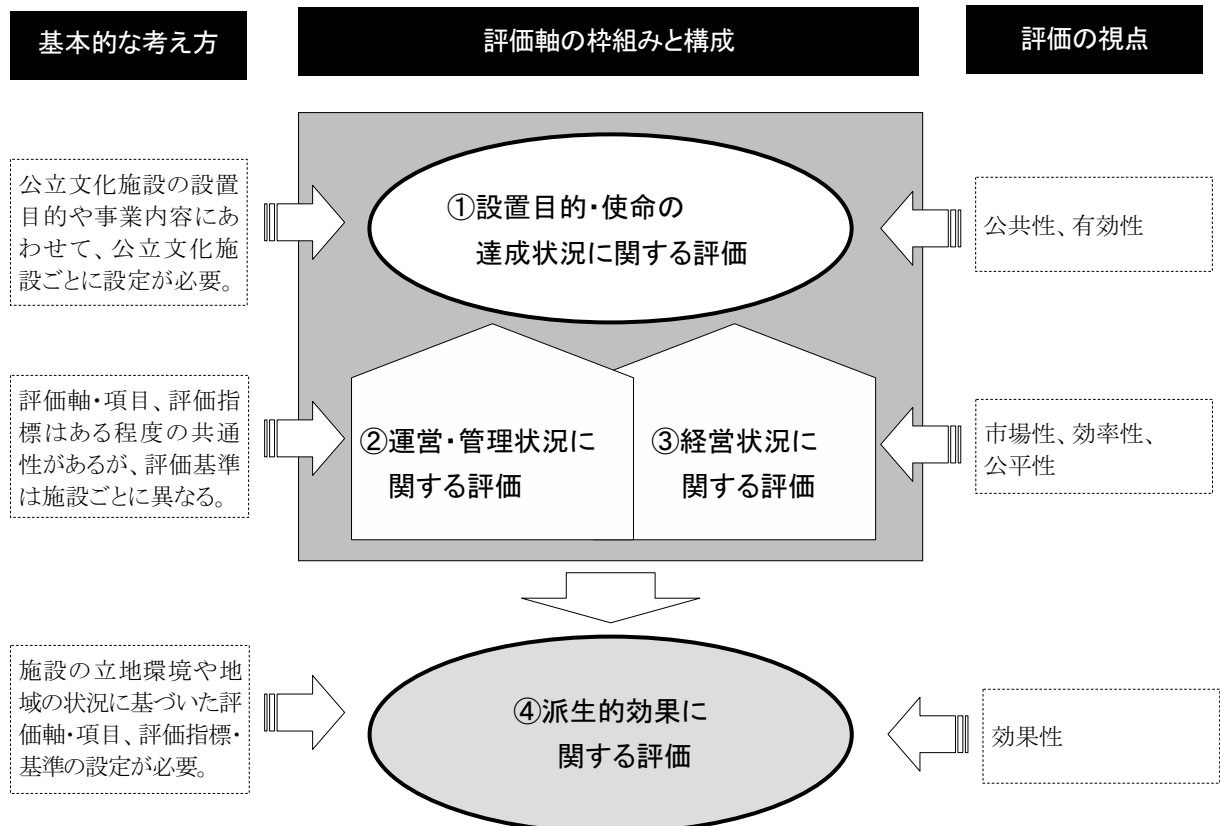 基本的な考え方
評価軸の枠組みと構成
評価の視点
公立文化施設の設置
目的や事業内容にあ
わせて、公立文化施
設ごとに設定が必要。
①設置目的・使命の
達成状況に関する評価
公共性、有効性
評価軸・項目、評価指
標はある程度の共通
性があるが、評価基準
は施設ごとに異なる。
②運営・管理状況に
関する評価
③経営状況に
関する評価
市場性、効率性、
公平性
施設の立地環境や地
域の状況に基づいた評
価軸・項目、評価指標・
基準の設定が必要。
④派生的効果に
関する評価
効果性